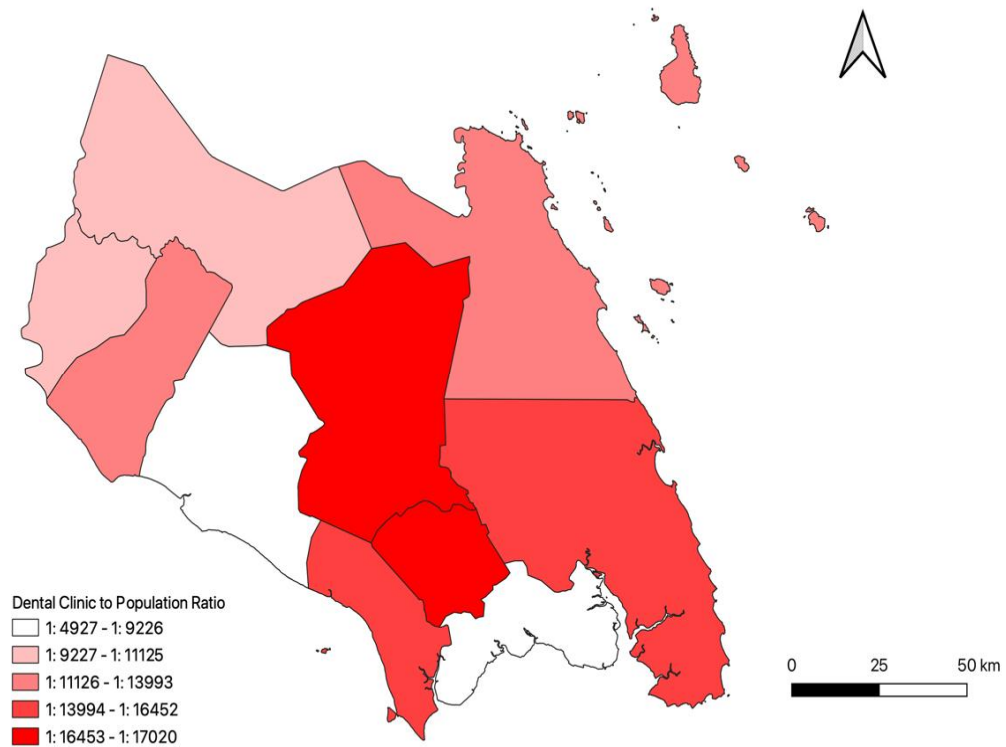 Dental Clinic to Population Ratio
1: 4927 - 1: 9226
1: 9227 - 1: 11125
1: 11126 - 1: 13993
1: 13994 - 1: 16452
1: 16453 - 1: 17020
0 25 50 km